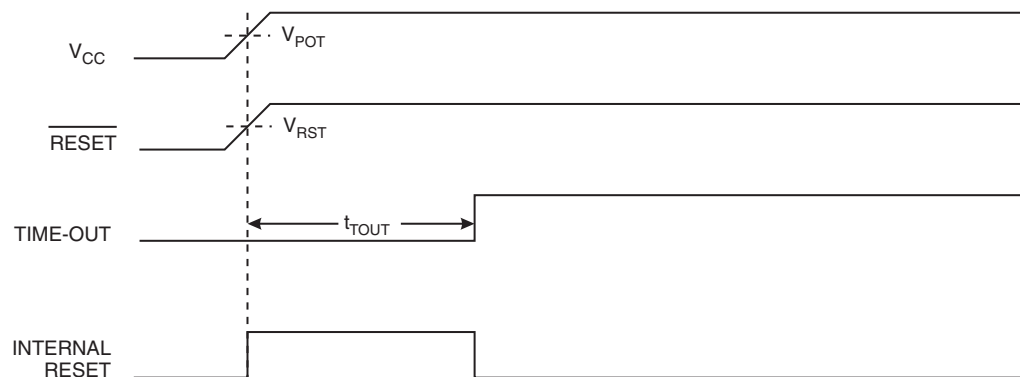 V_CC
V_POT
RESET
V_RST
TIME-OUT
t_TOUT
INTERNAL
RESET